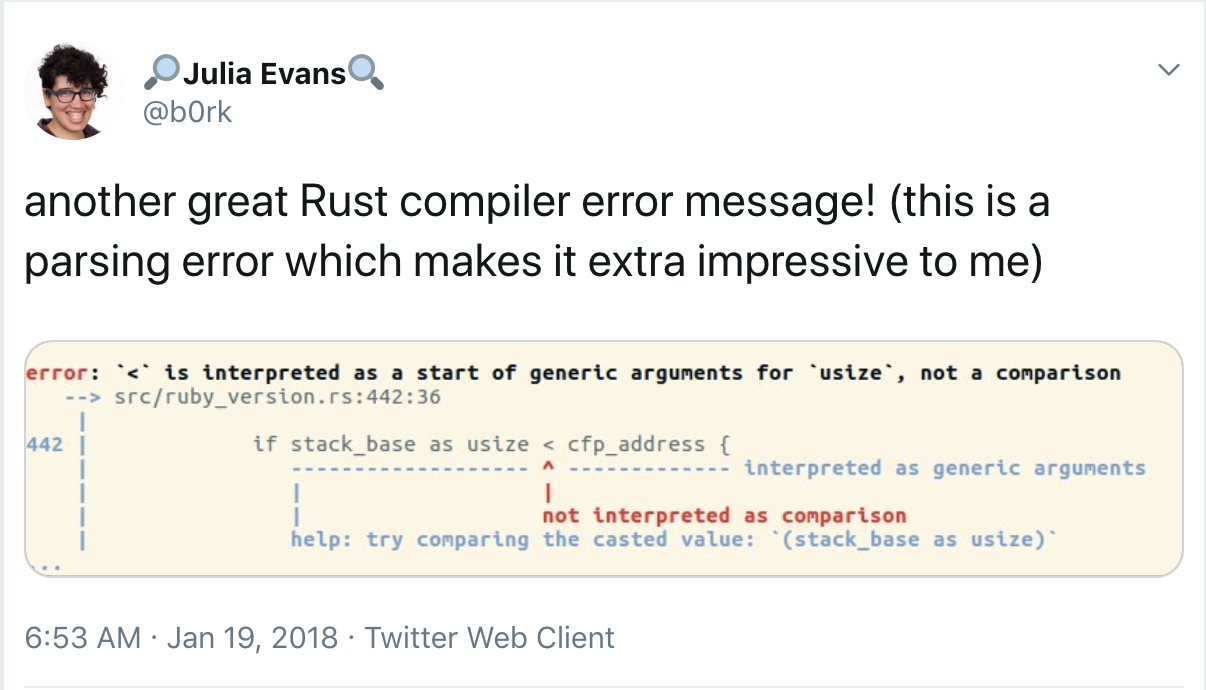 🔎Julia Evans🔍
@b0rk
another great Rust compiler error message! (this is a
parsing error which makes it extra impressive to me)
error: `<` is interpreted as a start of generic arguments for `usize`, not a comparison
--> src/ruby_version.rs:442:36
|
442 | if stack_base as usize < cfp_address {
| ------------------- ^ ------------- interpreted as generic arguments
| | |
| | not interpreted as comparison
| help: try comparing the casted value: `(stack_base as usize)`
...
6:53 AM · Jan 19, 2018 · Twitter Web Client